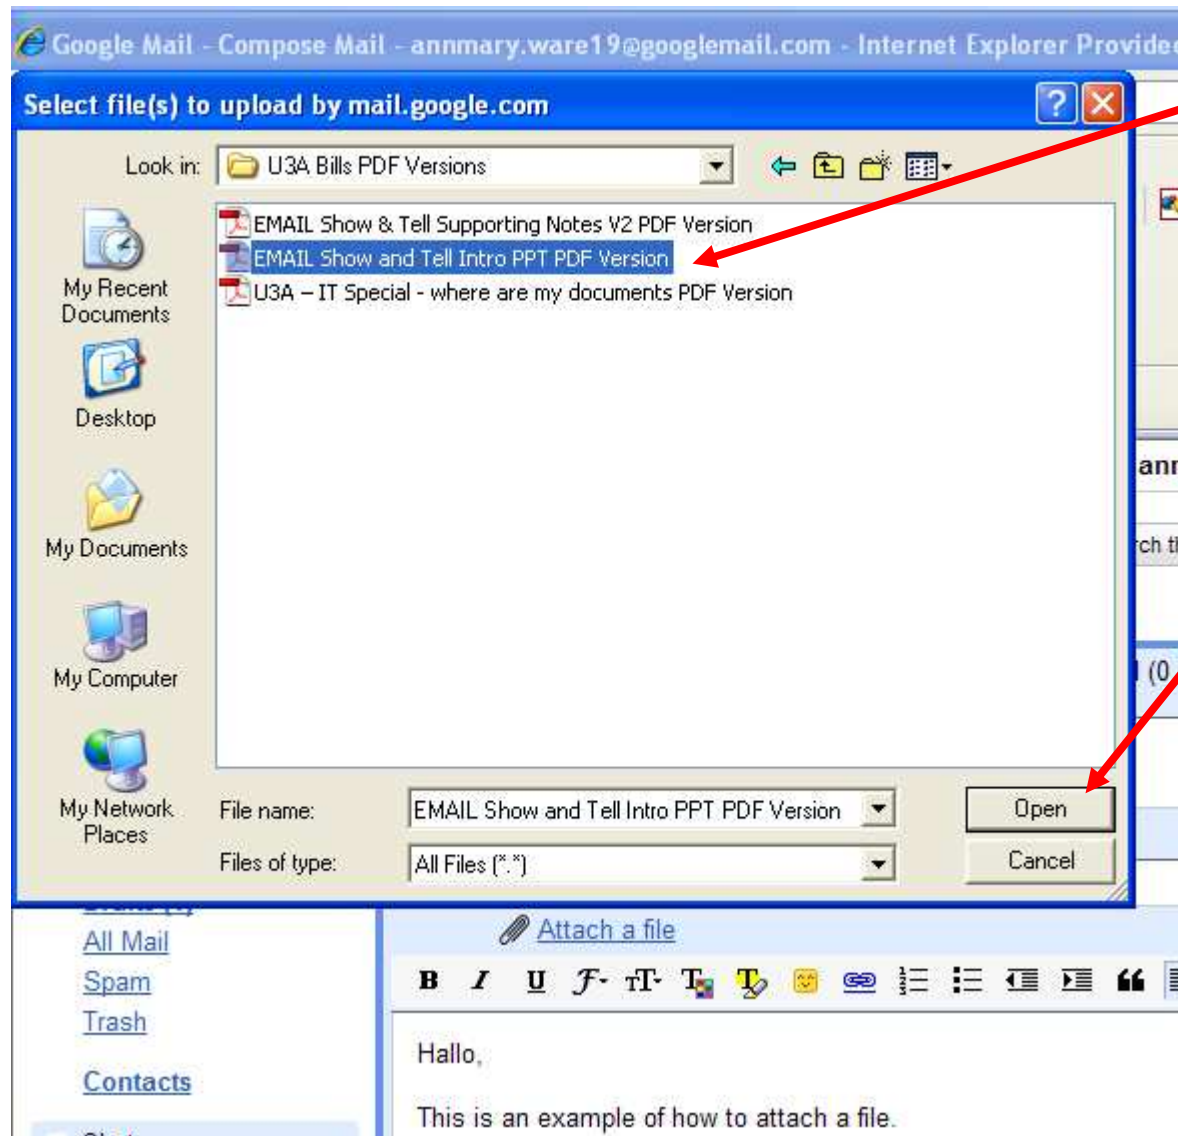 Google Mail - Compose Mail - annmary.ware19@googlemail.com - Internet Explorer Provided
Select file(s) to upload by mail.google.com
Look in: U3A Bills PDF Versions
EMAIL Show & Tell Supporting Notes V2 PDF Version
EMAIL Show and Tell Intro PPT PDF Version
U3A – IT Special - where are my documents PDF Version
My Recent
Documents
Desktop
My Documents
My Computer
My Network
Places
File name: EMAIL Show and Tell Intro PPT PDF Version Open
Files of type: All Files (*.*) Cancel
(0
Attach a file
All Mail
Spam
Trash
Contacts
B I U
Hallo,
This is an example of how to attach a file.